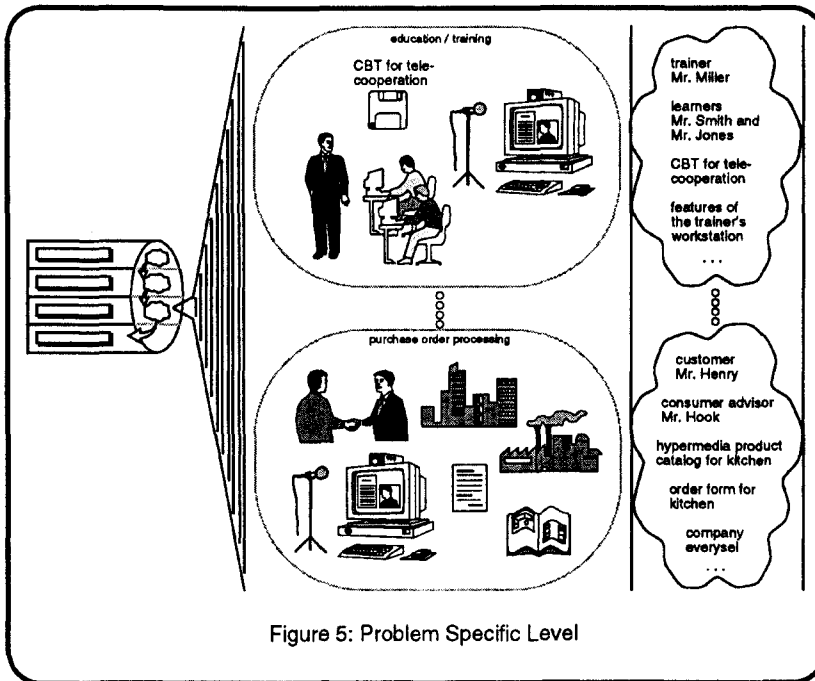 education / training
CBT for tele-
cooperation
trainer
Mr. Miller
learners
Mr. Smith and
Mr. Jones
CBT for tele-
cooperation
features of
the trainer's
workstation
. . .
purchase order processing
customer
Mr. Henry
consumer advisor
Mr. Hook
hypermedia product
catalog for kitchen
order form for
kitchen
company
everysel
. . .
Figure 5: Problem Specific Level